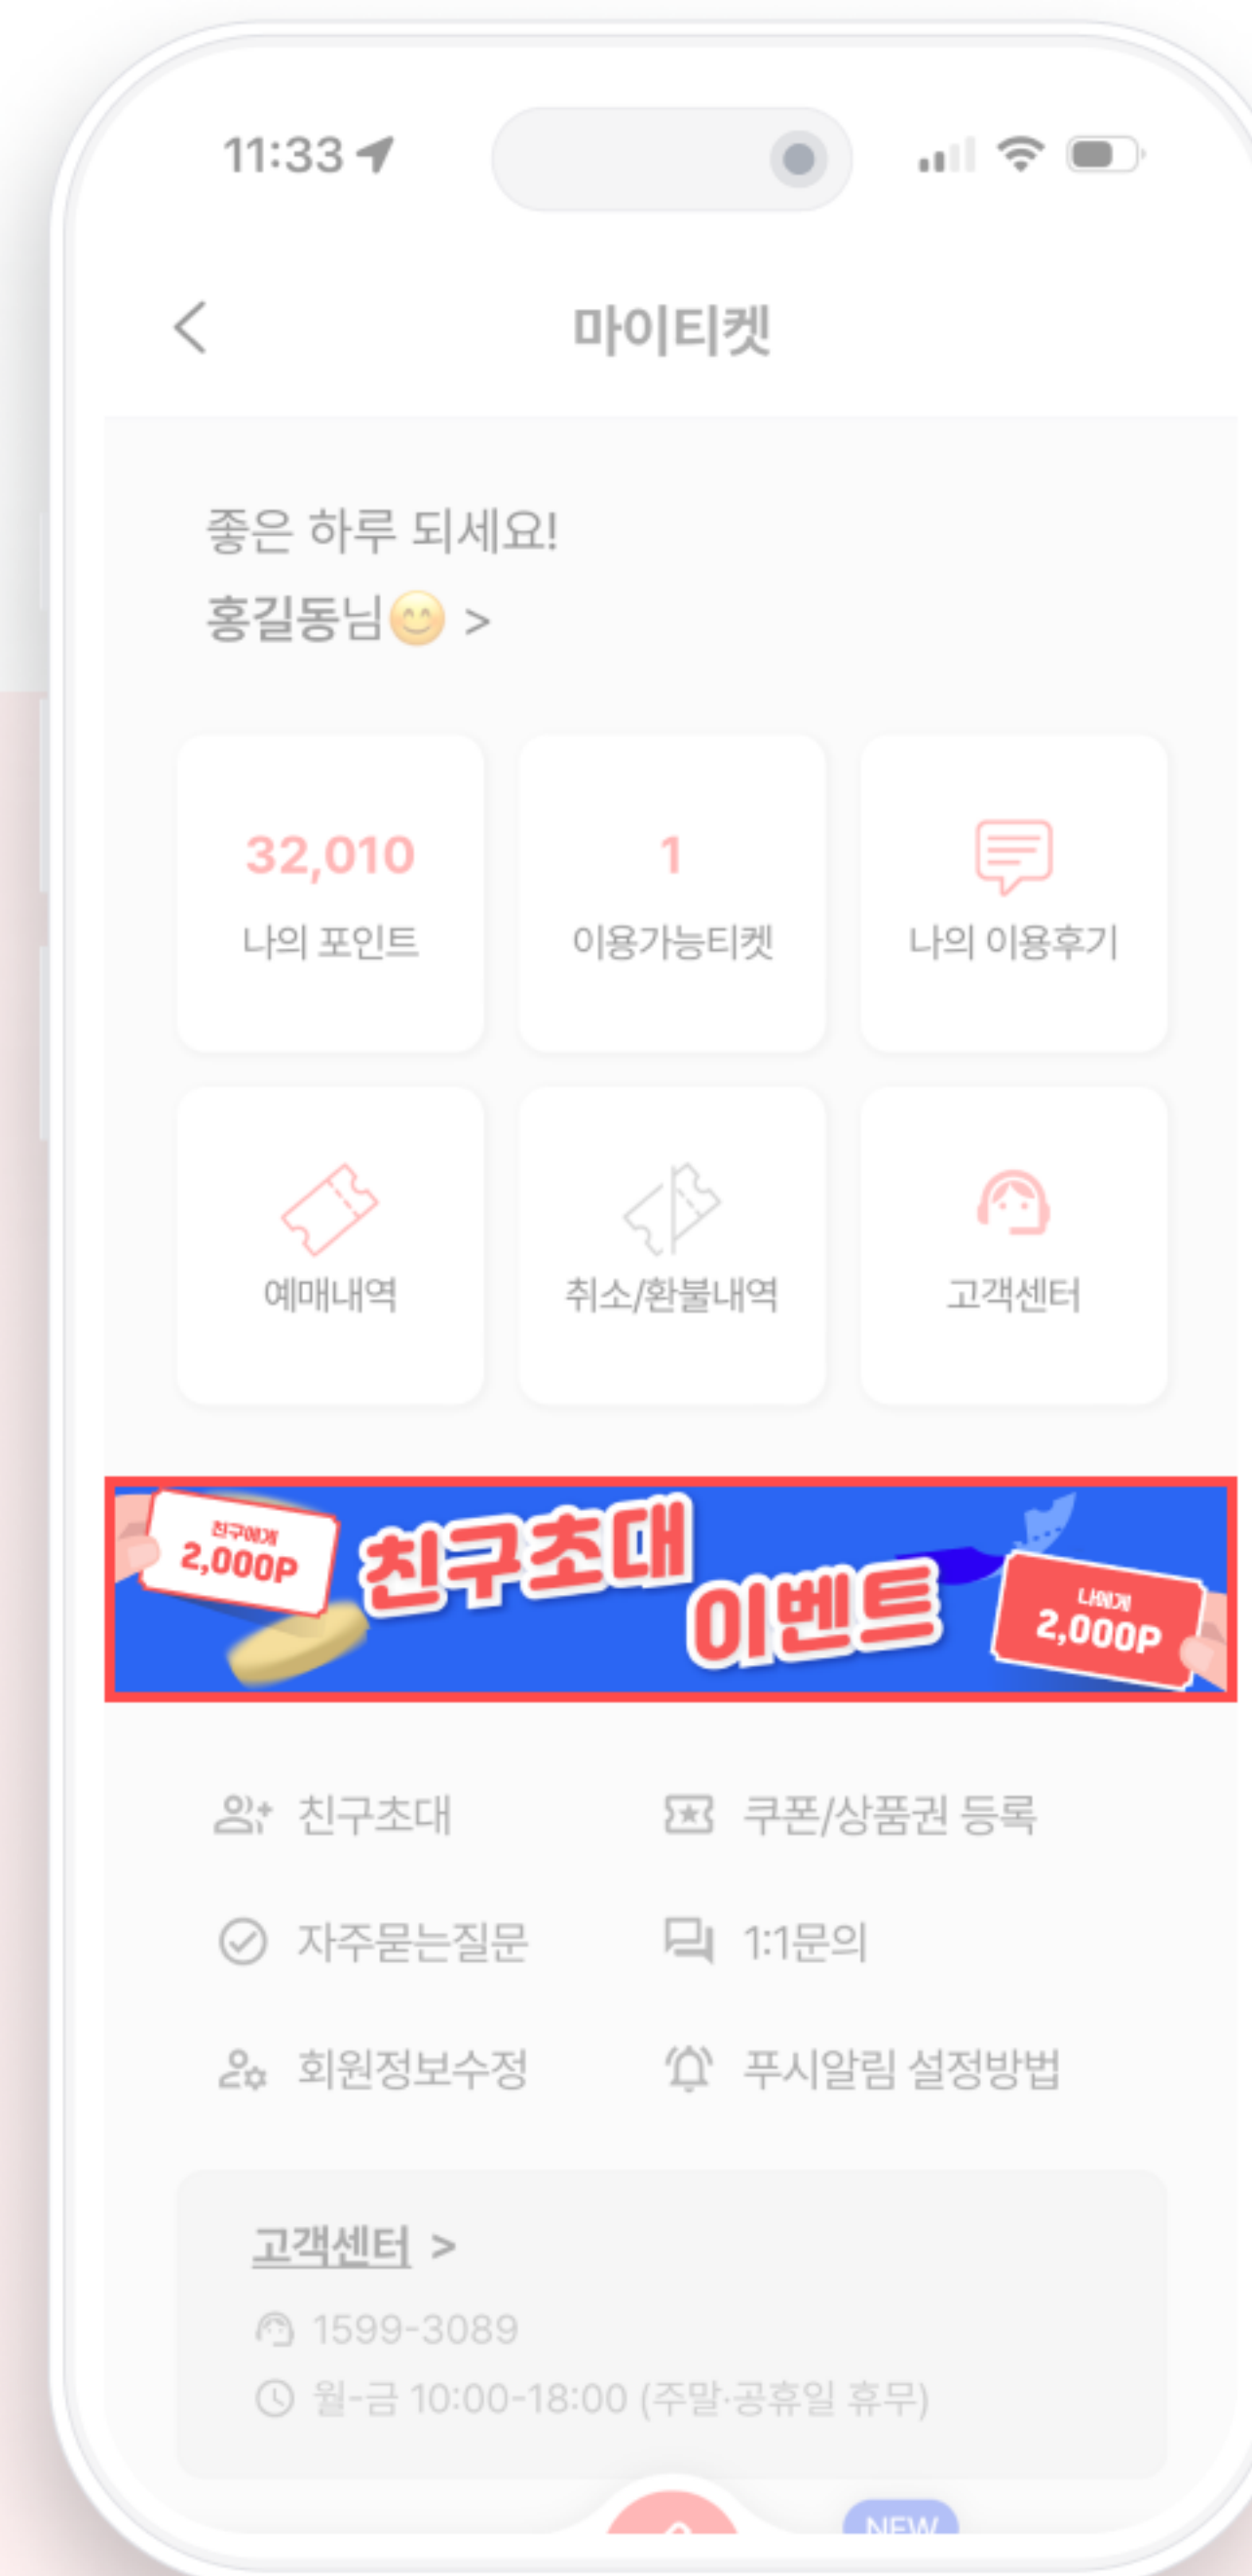 11:33
마이티켓
좋은 하루 되세요!
홍길동님😊 >
32,010
나의 포인트
1
이용가능티켓
나의 이용후기
예매내역
취소/환불내역
고객센터
친구에게
2,000P
친구초대
이벤트
나에게
2,000P
친구초대
쿠폰/상품권 등록
자주묻는질문
1:1문의
회원정보수정
푸시알림 설정방법
고객센터 >
1599-3089
월-금 10:00-18:00 (주말·공휴일 휴무)
NEW